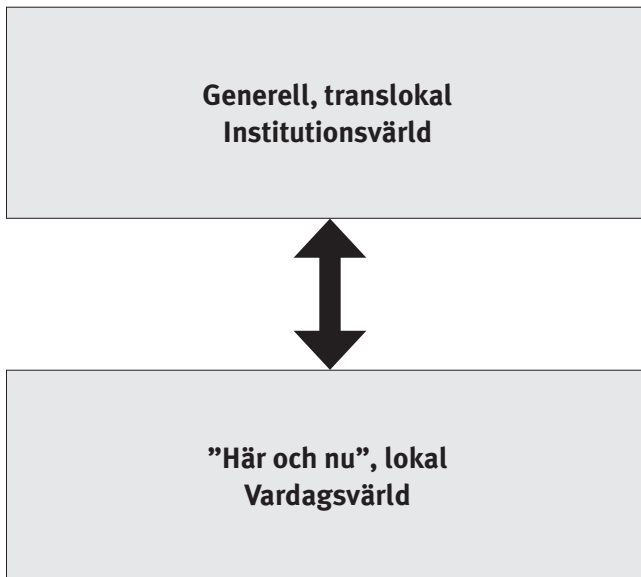 Generell, translokal
Institutionsvärld
”Här och nu”, lokal
Vardagsvärld